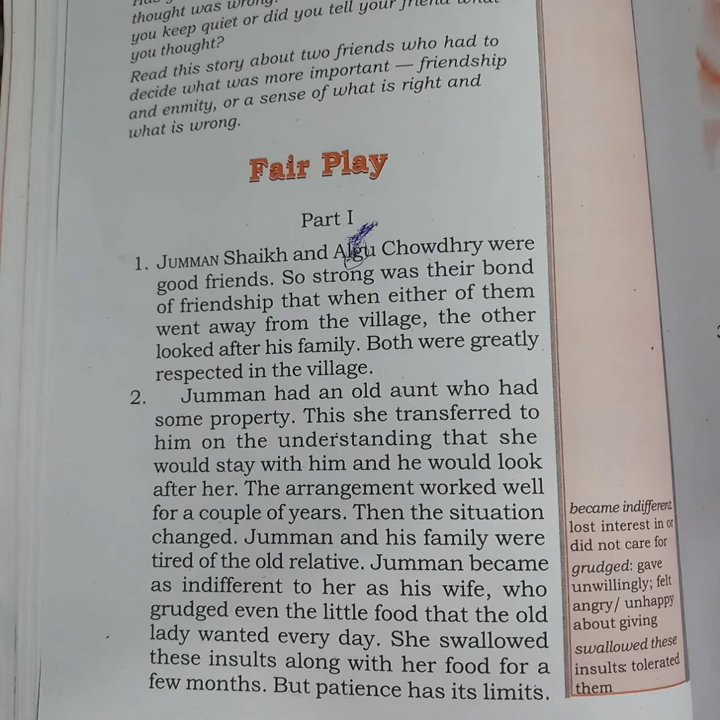 thought was wrong?
you keep quiet or did you tell your friend what
you thought?
Read this story about two friends who had to
decide what was more important — friendship
and enmity, or a sense of what is right and
what is wrong.
Fair Play
Part I
1. JUMMAN Shaikh and Algu Chowdhry were
good friends. So strong was their bond
of friendship that when either of them
went away from the village, the other
looked after his family. Both were greatly
respected in the village.
2. Jumman had an old aunt who had
some property. This she transferred to
him on the understanding that she
would stay with him and he would look
after her. The arrangement worked well
for a couple of years. Then the situation
changed. Jumman and his family were
tired of the old relative. Jumman became
as indifferent to her as his wife, who
grudged even the little food that the old
lady wanted every day. She swallowed
these insults along with her food for a
few months. But patience has its limits.
became indifferent
lost interest in or
did not care for
grudged: gave
unwillingly; felt
angry/ unhappy
about giving
swallowed these
insults: tolerated
them